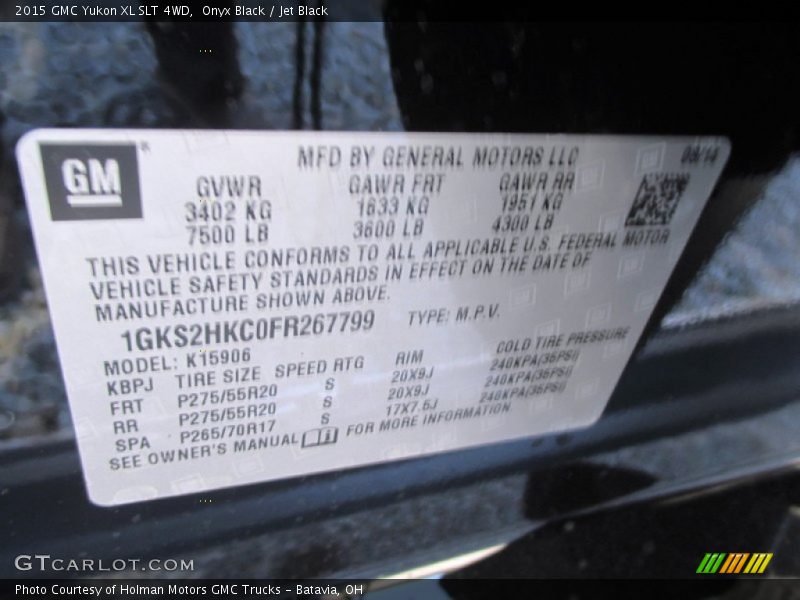 2015 GMC Yukon XL SLT 4WD, Onyx Black / Jet Black
GM
MFD BY GENERAL MOTORS LLC 09/14
GVWR GAWR FRT GAWR RR
3402 KG 1633 KG 1951 KG
7500 LB 3600 LB 4300 LB
THIS VEHICLE CONFORMS TO ALL APPLICABLE U.S. FEDERAL MOTOR
VEHICLE SAFETY STANDARDS IN EFFECT ON THE DATE OF
MANUFACTURE SHOWN ABOVE.
1GKS2HKC0FR267799 TYPE: M.P.V.
MODEL: K15906
KBPJ TIRE SIZE SPEED RTG RIM COLD TIRE PRESSURE
FRT P275/55R20 S 20X9J 240KPA(35PSI)
RR P275/55R20 S 20X9J 240KPA(35PSI)
SPA P265/70R17 S 17X7.5J 240KPA(35PSI)
SEE OWNER'S MANUAL FOR MORE INFORMATION.
GTCARLOT.COM
Photo Courtesy of Holman Motors GMC Trucks – Batavia, OH